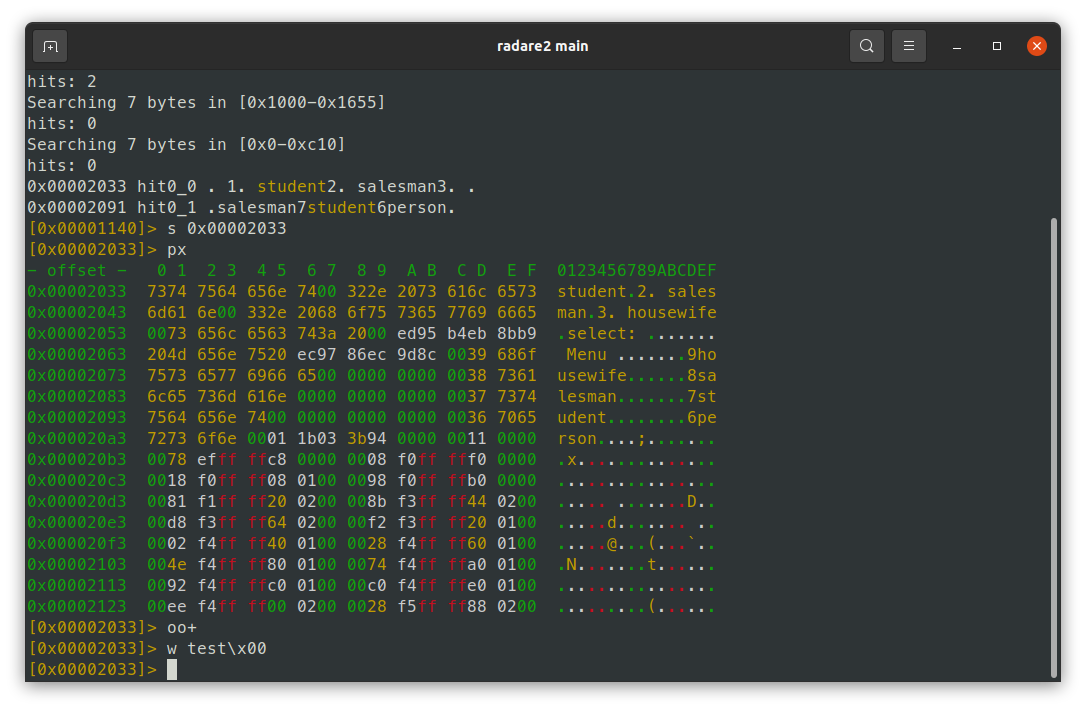 radare2 main
hits: 2
Searching 7 bytes in [0x1000-0x1655]
hits: 0
Searching 7 bytes in [0x0-0xc10]
hits: 0
0x00002033 hit0_0 . 1. student2. salesman3. .
0x00002091 hit0_1 .salesman7student6person.
[0x00001140]> s 0x00002033
[0x00002033]> px
- offset -   0 1  2 3  4 5  6 7  8 9  A B  C D  E F  0123456789ABCDEF
0x00002033  7374 7564 656e 7400 322e 2073 616c 6573  student.2. sales
0x00002043  6d61 6e00 332e 2068 6f75 7365 7769 6665  man.3. housewife
0x00002053  0073 656c 6563 743a 2000 ed95 b4eb 8bb9  .select: .......
0x00002063  204d 656e 7520 ec97 86ec 9d8c 0039 686f   Menu .......9ho
0x00002073  7573 6577 6966 6500 0000 0000 0038 7361  usewife......8sa
0x00002083  6c65 736d 616e 0000 0000 0000 0037 7374  lesman.......7st
0x00002093  7564 656e 7400 0000 0000 0000 0036 7065  udent........6pe
0x000020a3  7273 6f6e 0001 1b03 3b94 0000 0011 0000  rson....;.......
0x000020b3  0078 efff ffc8 0000 0008 f0ff fff0 0000  .x..............
0x000020c3  0018 f0ff ff08 0100 0098 f0ff ffb0 0000  ................
0x000020d3  0081 f1ff ff20 0200 008b f3ff ff44 0200  ..... .......D..
0x000020e3  00d8 f3ff ff64 0200 00f2 f3ff ff20 0100  .....d....... ..
0x000020f3  0002 f4ff ff40 0100 0028 f4ff ff60 0100  .....@...(...`..
0x00002103  004e f4ff ff80 0100 0074 f4ff ffa0 0100  .N.......t......
0x00002113  0092 f4ff ffc0 0100 00c0 f4ff ffe0 0100  ................
0x00002123  00ee f4ff ff00 0200 0028 f5ff ff88 0200  .........(......
[0x00002033]> oo+
[0x00002033]> w test\x00
[0x00002033]>